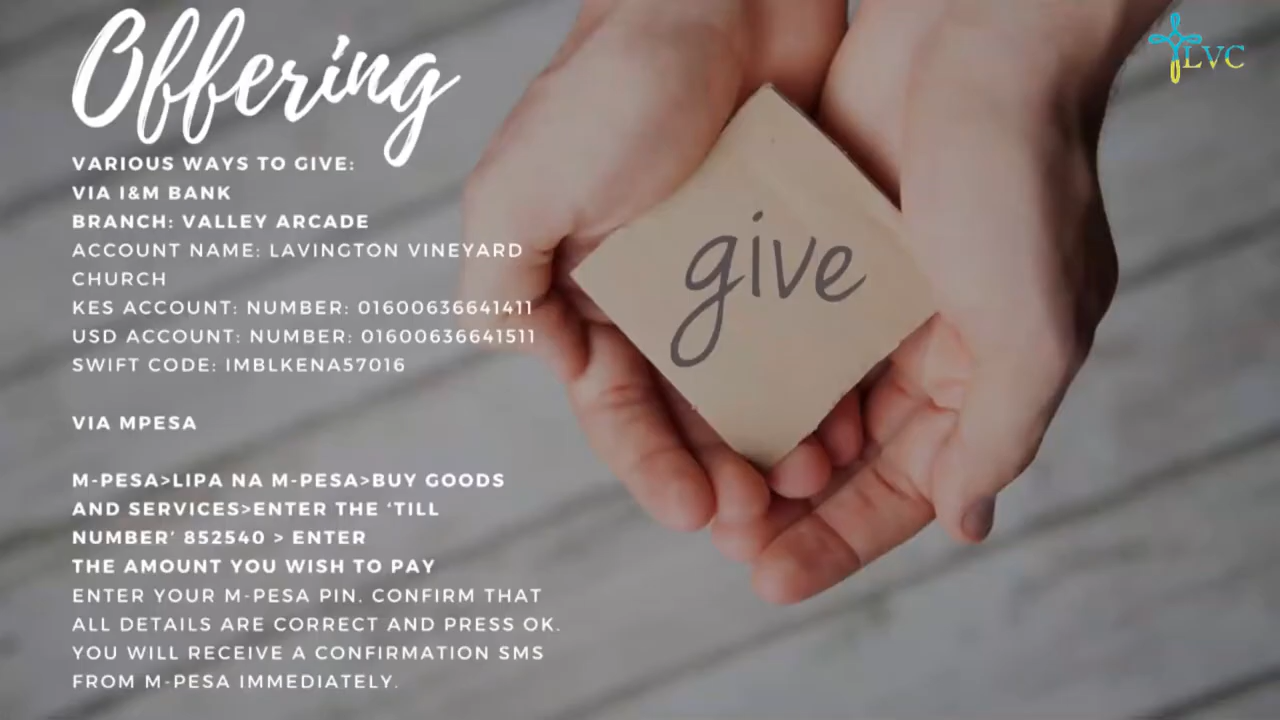 Offering
LVC
VARIOUS WAYS TO GIVE:
VIA I&M BANK
BRANCH: VALLEY ARCADE
ACCOUNT NAME: LAVINGTON VINEYARD
CHURCH
KES ACCOUNT: NUMBER: 01600636641411
USD ACCOUNT: NUMBER: 01600636641511
SWIFT CODE: IMBLKENA57016
VIA MPESA
M-PESA>LIPA NA M-PESA>BUY GOODS
AND SERVICES>ENTER THE ‘TILL
NUMBER’ 852540 > ENTER
THE AMOUNT YOU WISH TO PAY
ENTER YOUR M-PESA PIN. CONFIRM THAT
ALL DETAILS ARE CORRECT AND PRESS OK.
YOU WILL RECEIVE A CONFIRMATION SMS
FROM M-PESA IMMEDIATELY.
give